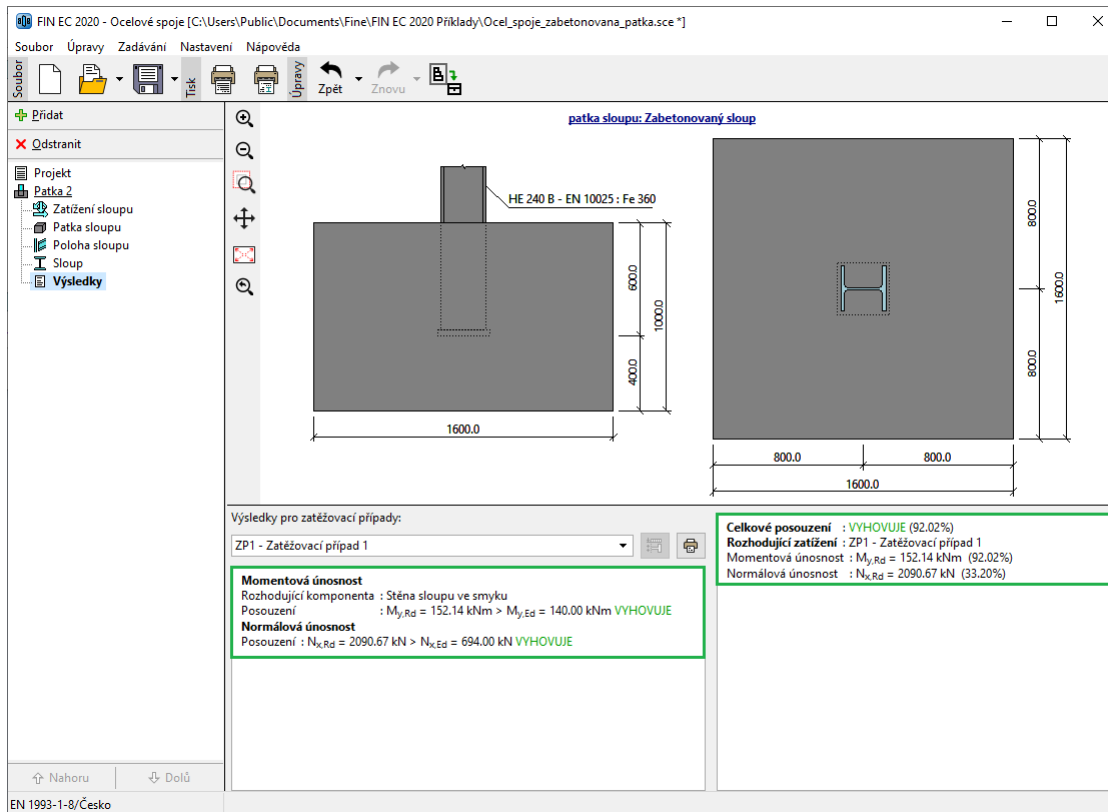 FIN EC 2020 - Ocelové spoje [C:\Users\Public\Documents\Fine\FIN EC 2020 Příklady\Ocel_spoje_zabetonovana_patka.sce *]
Soubor Úpravy Zadávání Nastavení Nápověda
Soubor
Tisk
Úpravy
Zpět
Znovu
Přidat
Odstranit
Projekt
Patka 2
Zatížení sloupu
Patka sloupu
Poloha sloupu
Sloup
Výsledky
Nahoru
Dolů
patka sloupu: Zabetonovaný sloup
HE 240 B - EN 10025 : Fe 360
600.0
400.0
1000.0
1600.0
800.0
800.0
1600.0
800.0 800.0
1600.0
Výsledky pro zatěžovací případy:
ZP1 - Zatěžovací případ 1
Momentová únosnost
Rozhodující komponenta : Stěna sloupu ve smyku
Posouzení : My,Rd = 152.14 kNm > My,Ed = 140.00 kNm VYHOVUJE
Normálová únosnost
Posouzení : Nx,Rd = 2090.67 kN > Nx,Ed = 694.00 kN VYHOVUJE
Celkové posouzení : VYHOVUJE (92.02%)
Rozhodující zatížení : ZP1 - Zatěžovací případ 1
Momentová únosnost : My,Rd = 152.14 kNm (92.02%)
Normálová únosnost : Nx,Rd = 2090.67 kN (33.20%)
EN 1993-1-8/Česko